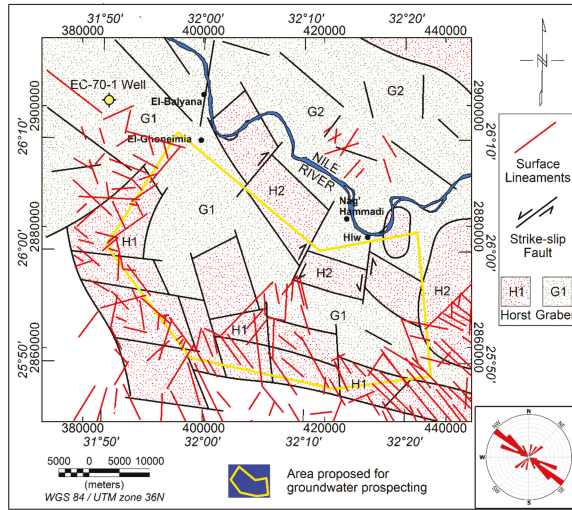 31°50' 32°00' 32°10' 32°20'
380000 400000 420000 440000
EC-70-1 Well
El-Balyana
G1
G2
El-Ghoneimia
NILE
RIVER
H2
Nag'
Hammadi
G1
Hiw
H1
H2
H2
G1
H1
H1
2900000
26°10'
2880000
26°00'
2860000
25°50'
2900000
26°10'
2880000
26°00'
2860000
25°50'
380000 400000 420000 440000
31°50' 32°00' 32°10' 32°20'
N
Surface
Lineaments
Strike-slip
Fault
H1 G1
Horst Graben
5000 0 5000 10000
(meters)
WGS 84 / UTM zone 36N
Area proposed for
groundwater prospecting
N
NW NE
W E
SW SE
S